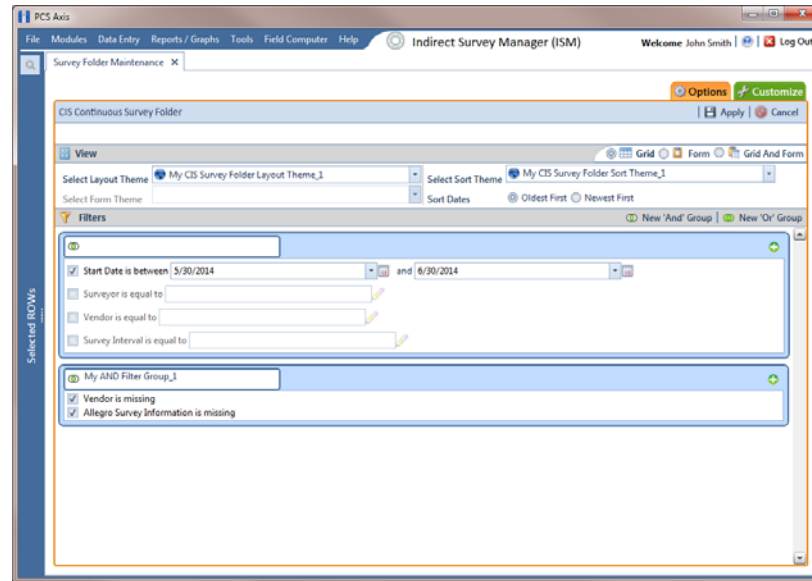 PCS Axis
File Modules Data Entry Reports / Graphs Tools Field Computer Help Indirect Survey Manager (ISM) Welcome John Smith | Log Out
Survey Folder Maintenance X
Options Customize
CIS Continuous Survey Folder | Apply | Cancel
View Grid Form Grid And Form
Select Layout Theme My CIS Survey Folder Layout Theme_1 Select Sort Theme My CIS Survey Folder Sort Theme_1
Select Form Theme Sort Dates Oldest First Newest First
Filters New 'And' Group | New 'Or' Group
Start Date is between 5/30/2014 and 6/30/2014
Surveyor is equal to
Vendor is equal to
Survey Interval is equal to
My AND Filter Group_1
Vendor is missing
Allegro Survey Information is missing
Selected ROWs